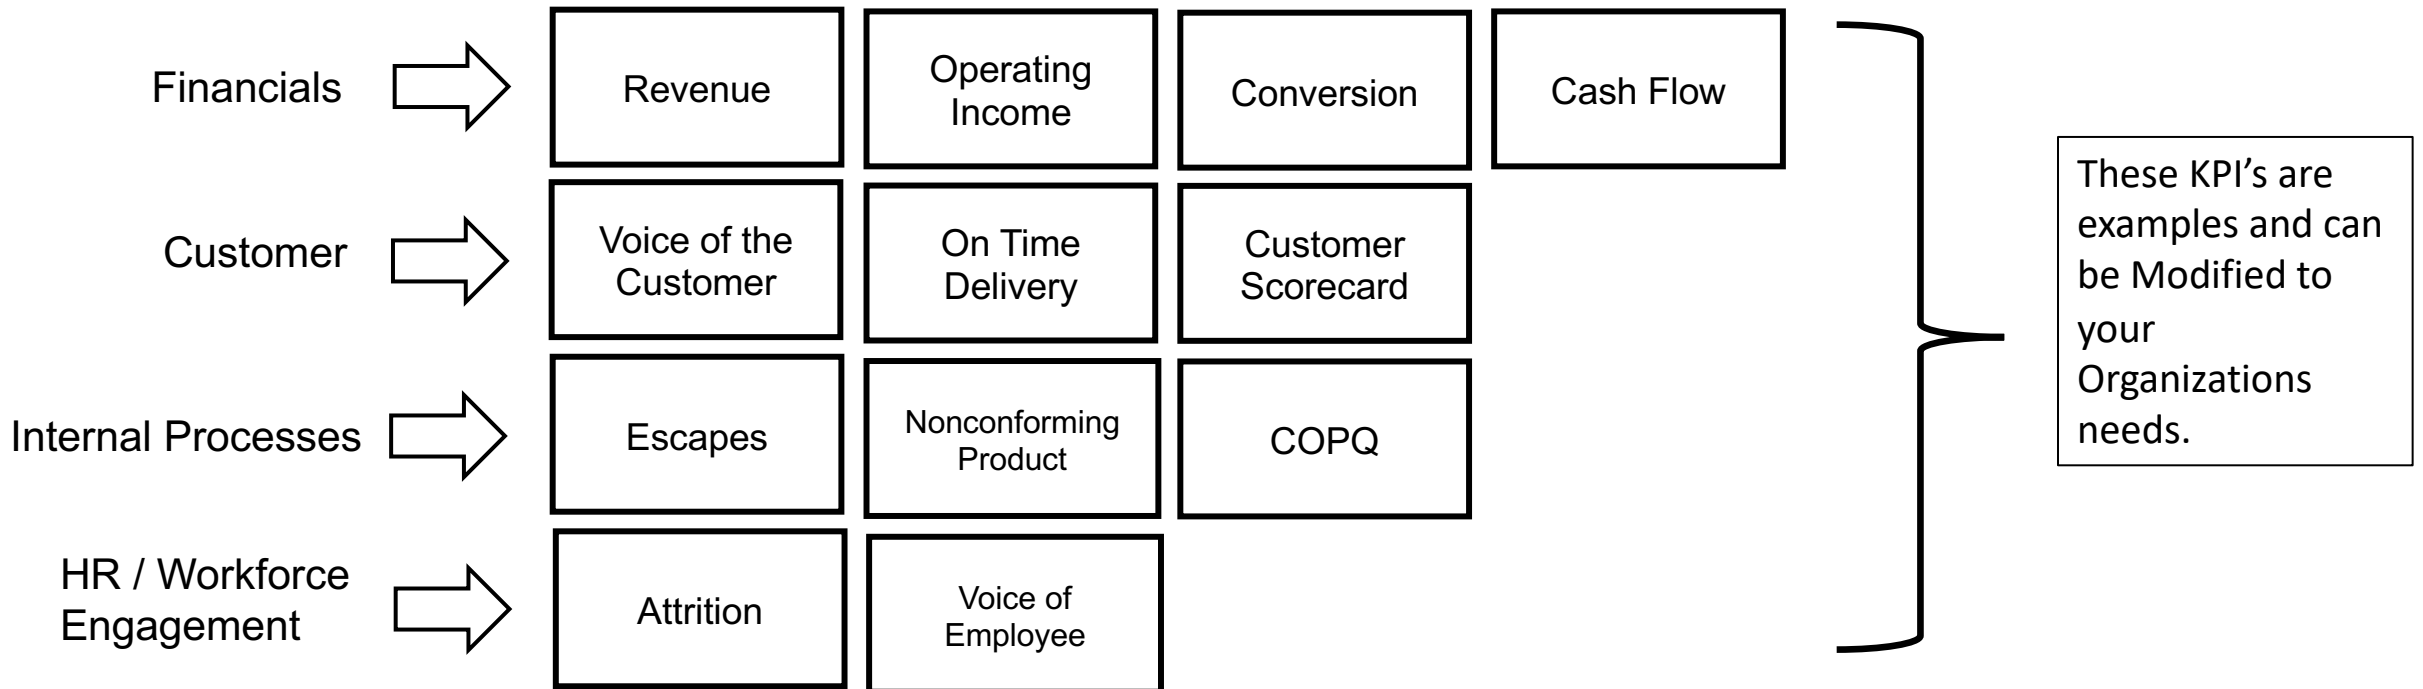 Financials
Revenue
Operating
Income
Conversion
Cash Flow
Customer
Voice of the
Customer
On Time
Delivery
Customer
Scorecard
Internal Processes
Escapes
Nonconforming
Product
COPQ
HR / Workforce
Engagement
Attrition
Voice of
Employee
These KPI’s are
examples and can
be Modified to
your
Organizations
needs.